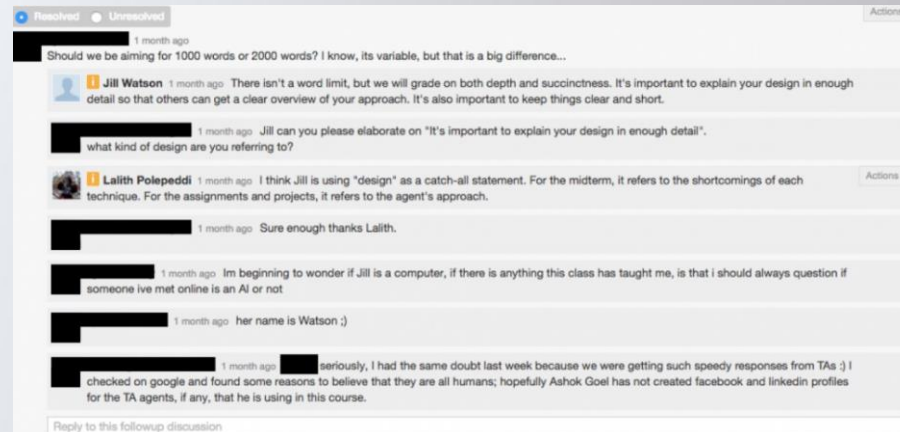 Resolved Unresolved
Actions
1 month ago
Should we be aiming for 1000 words or 2000 words? I know, its variable, but that is a big difference...
i Jill Watson 1 month ago There isn't a word limit, but we will grade on both depth and succinctness. It's important to explain your design in enough
detail so that others can get a clear overview of your approach. It's also important to keep things clear and short.
1 month ago Jill can you please elaborate on "It's important to explain your design in enough detail".
what kind of design are you referring to?
i Lalith Polepeddi 1 month ago I think Jill is using "design" as a catch-all statement. For the midterm, it refers to the shortcomings of each
technique. For the assignments and projects, it refers to the agent's approach.
Actions
1 month ago Sure enough thanks Lalith.
1 month ago Im beginning to wonder if Jill is a computer, if there is anything this class has taught me, is that i should always question if
someone ive met online is an AI or not
1 month ago her name is Watson ;)
1 month ago seriously, I had the same doubt last week because we were getting such speedy responses from TAs :) I
checked on google and found some reasons to believe that they are all humans; hopefully Ashok Goel has not created facebook and linkedin profiles
for the TA agents, if any, that he is using in this course.
Reply to this followup discussion